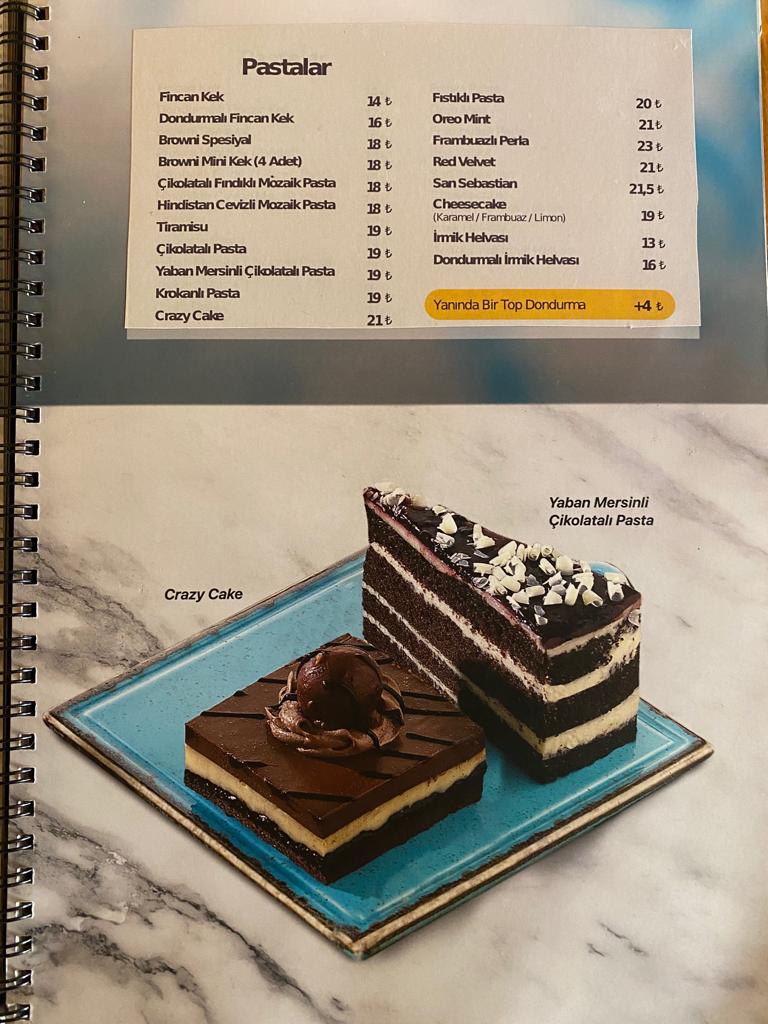 Pastalar
Fincan Kek 14 ₺
Dondurmalı Fincan Kek 16 ₺
Browni Spesiyal 18 ₺
Browni Mini Kek (4 Adet) 18 ₺
Çikolatalı Fındıklı Mozaik Pasta 18 ₺
Hindistan Cevizli Mozaik Pasta 18 ₺
Tiramisu 19 ₺
Çikolatalı Pasta 19 ₺
Yaban Mersinli Çikolatalı Pasta 19 ₺
Krokanlı Pasta 19 ₺
Crazy Cake 21 ₺
Fıstıklı Pasta 20 ₺
Oreo Mint 21₺
Frambuazlı Perla 23 ₺
Red Velvet 21₺
San Sebastian 21,5 ₺
Cheesecake 19 ₺
(Karamel / Frambuaz / Limon)
İrmik Helvası 13 ₺
Dondurmalı İrmik Helvası 16 ₺
Yanında Bir Top Dondurma +4 ₺
Yaban Mersinli
Çikolatalı Pasta
Crazy Cake